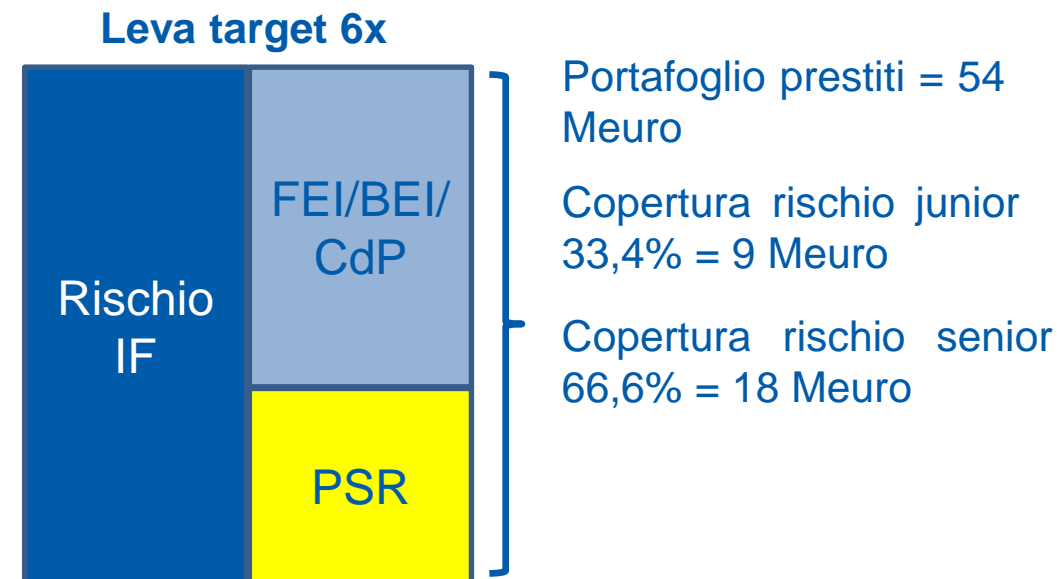 Leva target 6x
Rischio
IF
FEI/BEI/
CdP
PSR
Portafoglio prestiti = 54
Meuro
Copertura rischio junior
33,4% = 9 Meuro
Copertura rischio senior
66,6% = 18 Meuro